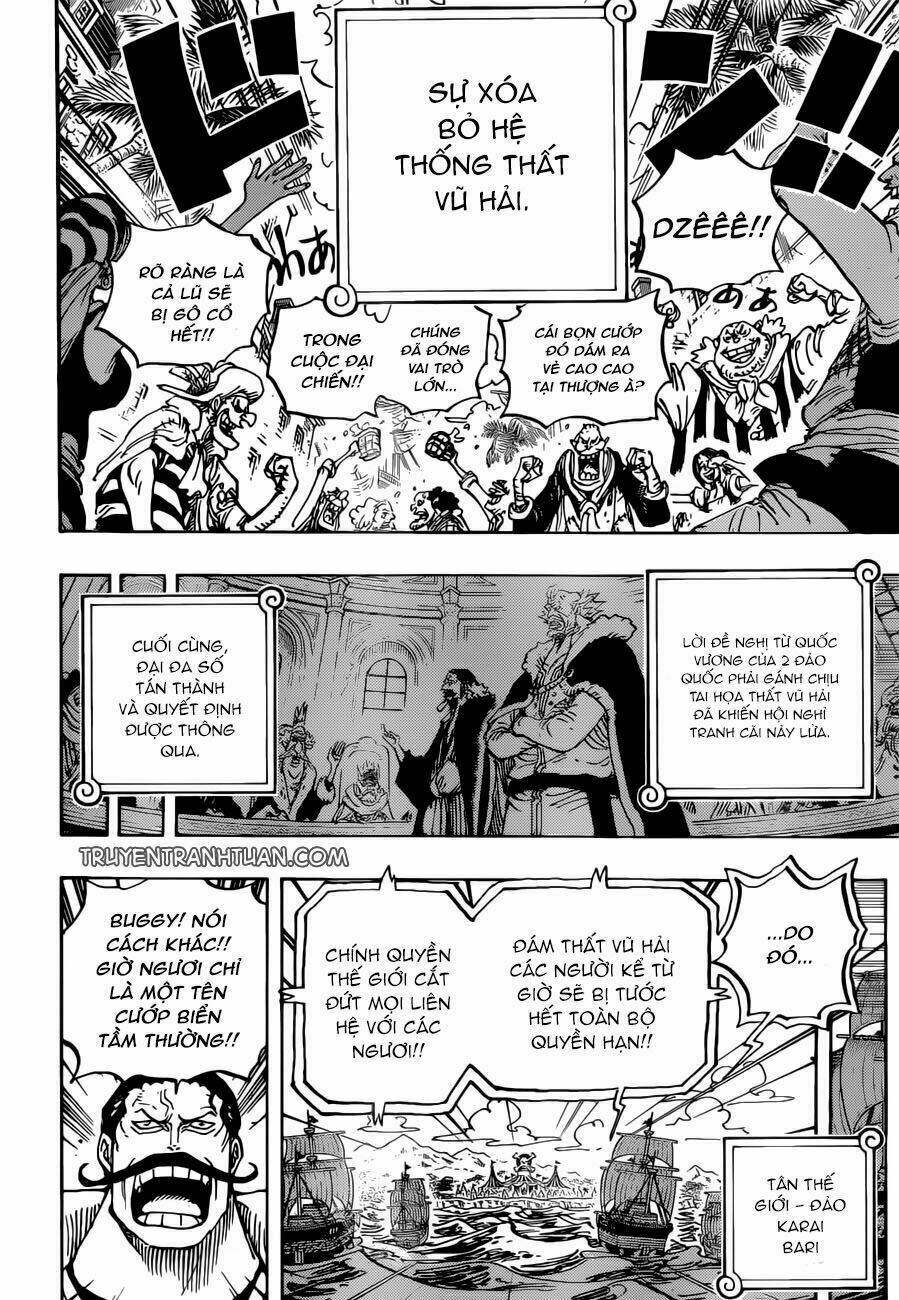 ド
!!
SỰ XÓA
BỎ HỆ
THỐNG THẤT
VŨ HẢI.
DZÊÊÊ!!
のあ
CÁI BỌN CƯỚP
ĐÓ DÁM RA
VẺ CAO CAO
TẠI THƯỢNG À?
CHÚNG
ĐÃ ĐÓNG
VAI TRÒ
LỚN...
TRONG
CUỘC ĐẠI
CHIẾN!!
RÕ RÀNG LÀ
CẢ LŨ SẼ
BỊ GÔ CỔ
HẾT!!
LỜI ĐỀ NGHỊ TỪ QUỐC
VƯƠNG CỦA 2 ĐẢO
QUỐC PHẢI GÁNH CHỊU
TAI HỌA THẤT VŨ HẢI
ĐÃ KHIẾN HỘI NGHỊ
TRANH CÃI NẢY LỬA.
CUỐI CÙNG,
ĐẠI ĐA SỐ
TÁN THÀNH
VÀ QUYẾT ĐỊNH
ĐƯỢC THÔNG
QUA.
TRUYENTRANHTUAN.COM
...DO
ĐÓ...
ĐÁM THẤT VŨ HẢI
CÁC NGƯỜI KỂ TỪ
GIỜ SẼ BỊ TƯỚC
HẾT TOÀN BỘ
QUYỀN HẠN!!
CHÍNH QUYỀN
THẾ GIỚI CẮT
ĐỨT MỌI LIÊN
HỆ VỚI CÁC
NGƯƠI!!
TÂN THẾ
GIỚI - ĐẢO
KARAI
BARI
BUGGY! NÓI
CÁCH KHÁC!!
GIỜ NGƯƠI CHỈ
LÀ MỘT TÊN
CƯỚP BIỂN
TẦM THƯỜNG!!